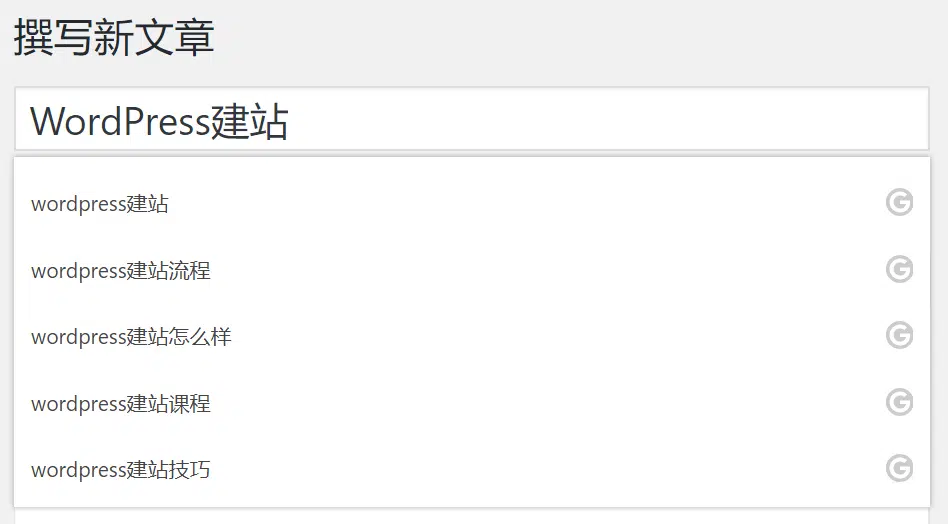 撰写新文章
WordPress建站
wordpress建站
wordpress建站流程
wordpress建站怎么样
wordpress建站课程
wordpress建站技巧